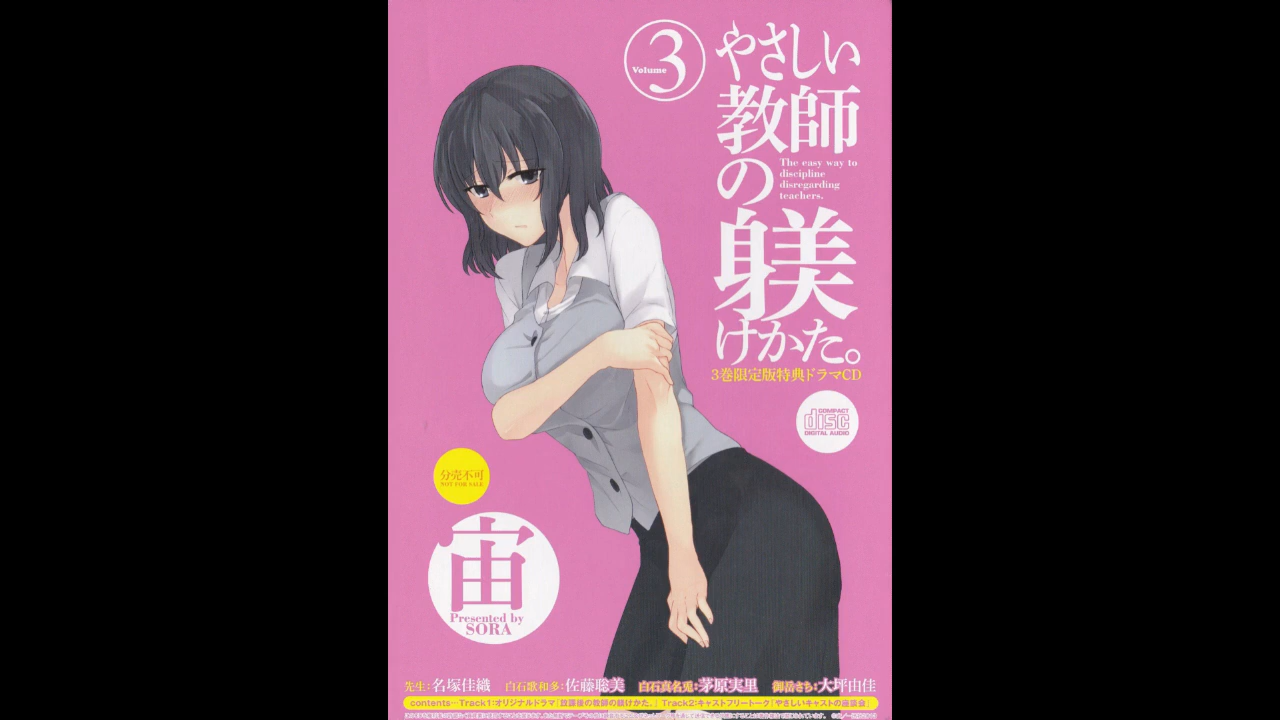 Volume 3
やさしい
教師
の
The easy way to
discipline
disregarding
teachers.
躾
けかた。
3巻限定版特典ドラマCD
COMPACT
disc
DIGITAL AUDIO
分売不可
NOT FOR SALE
宙
Presented by
SORA
先生:名塚佳織 白石歌和多:佐藤聡美 白石真名兎:茅原実里 御岳さち:大坪由佳
contents…Track1:オリジナルドラマ『放課後の教師の躾けかた。』 Track2:キャストフリートーク『やさしいキャストの座談会』